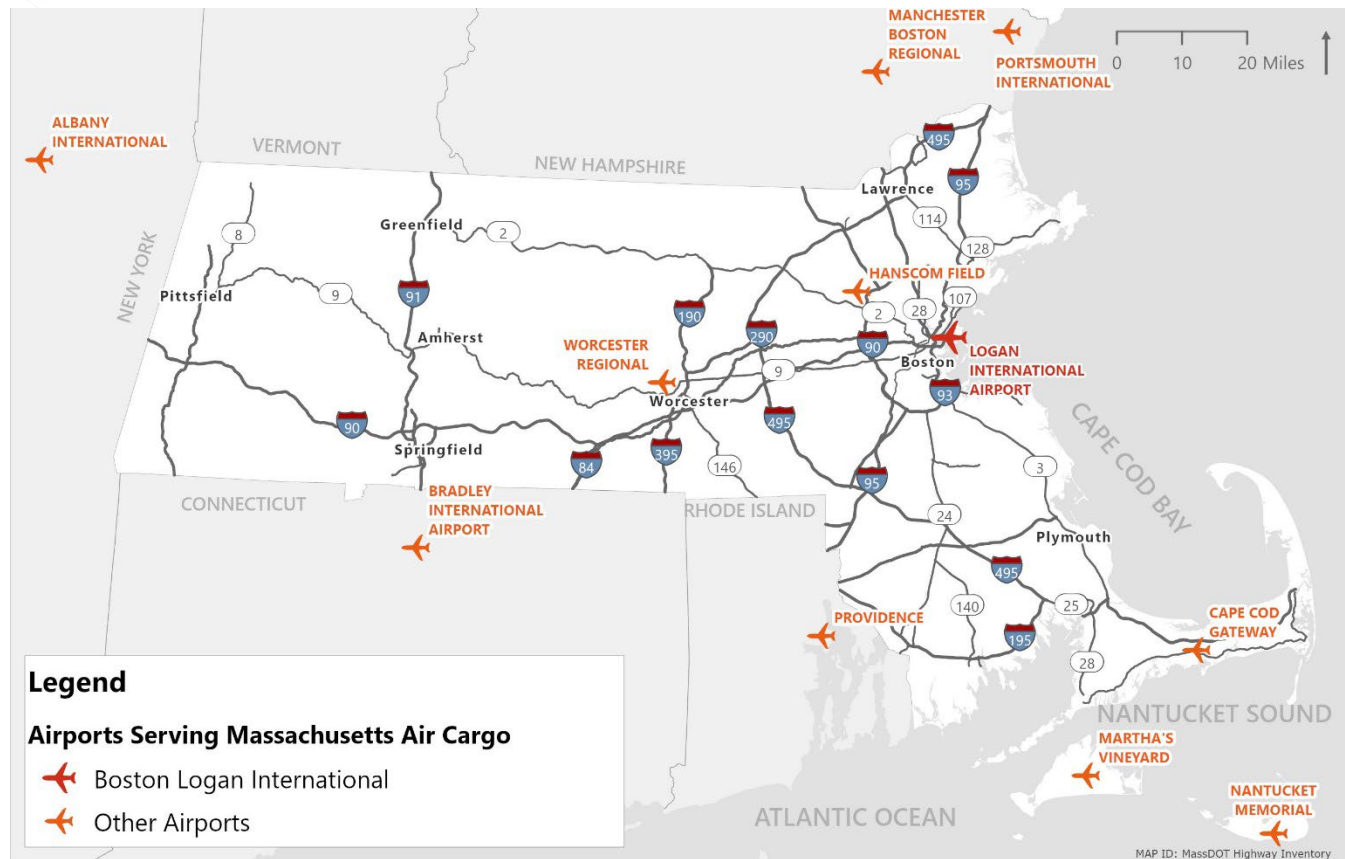 MANCHESTER
BOSTON
REGIONAL
PORTSMOUTH
INTERNATIONAL
0 10 20 Miles
ALBANY
INTERNATIONAL
VERMONT
NEW HAMPSHIRE
495
95
Lawrence
114
128
Greenfield
2
8
NEW YORK
Pittsfield
9
91
HANSCOM FIELD
107
28
2
190
290
90
Amherst
WORCESTER
REGIONAL
Boston
LOGAN
INTERNATIONAL
AIRPORT
9
93
Worcester
495
90
Springfield
84
395
146
95
3
CAPE COD BAY
CONNECTICUT
BRADLEY
INTERNATIONAL
AIRPORT
RHODE ISLAND
24
Plymouth
495
140
25
195
28
PROVIDENCE
CAPE COD
GATEWAY
NANTUCKET SOUND
MARTHA'S
VINEYARD
NANTUCKET
MEMORIAL
ATLANTIC OCEAN
Legend
Airports Serving Massachusetts Air Cargo
Boston Logan International
Other Airports
MAP ID: MassDOT Highway Inventory